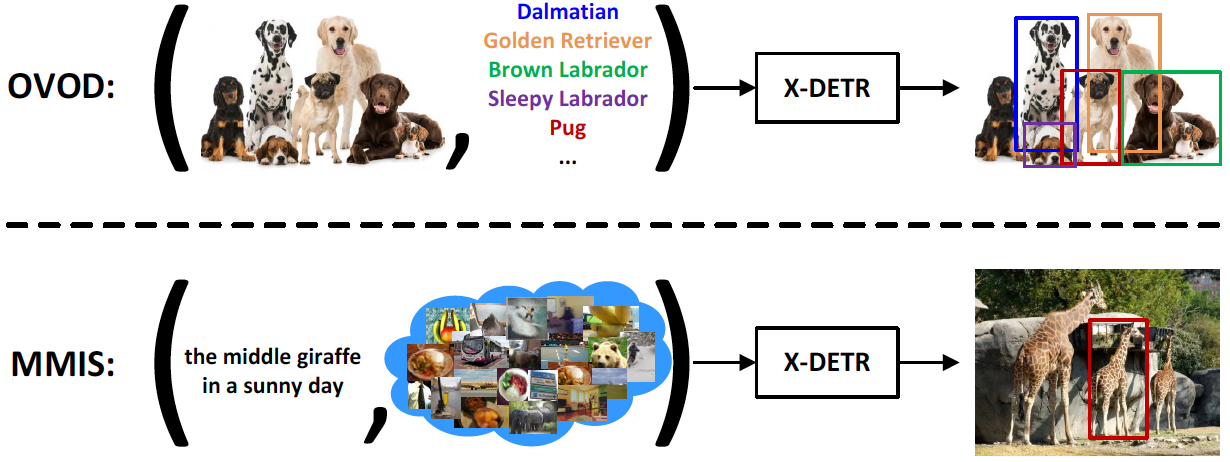 OVOD:
Dalmatian
Golden Retriever
Brown Labrador
Sleepy Labrador
Pug
...
X-DETR
MMIS:
the middle giraffe
in a sunny day
X-DETR